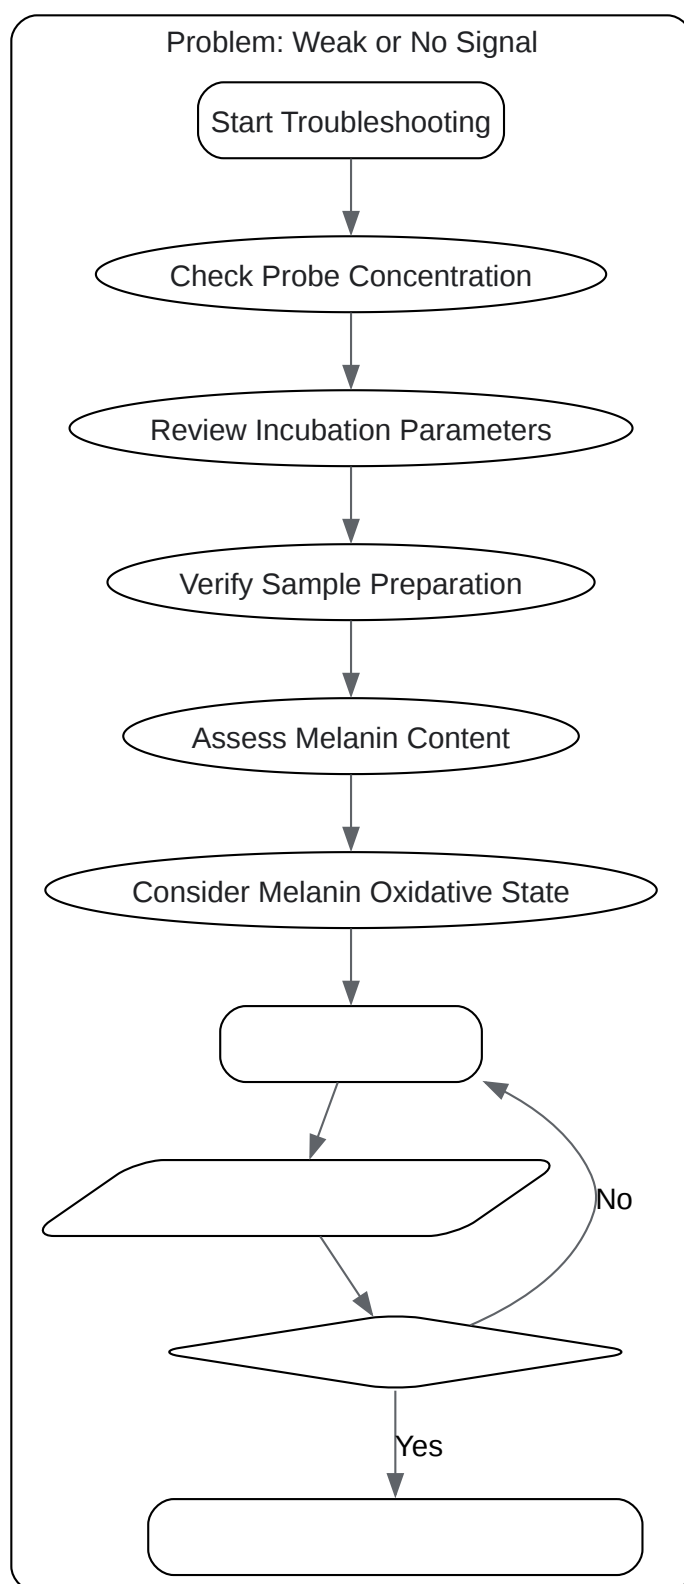 Problem: Weak or No Signal
Start Troubleshooting
Check Probe Concentration
Review Incubation Parameters
Verify Sample Preparation
Assess Melanin Content
Consider Melanin Oxidative State
No
Yes